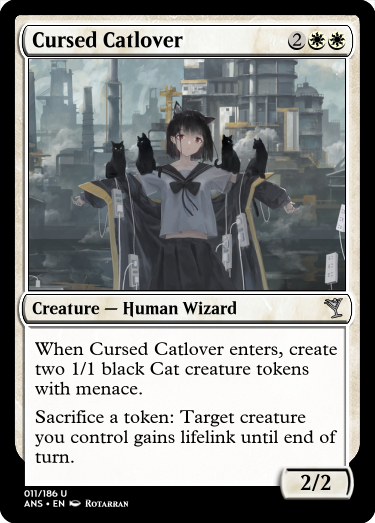 Cursed Catlover 2
Creature — Human Wizard
When Cursed Catlover enters, create
two 1/1 black Cat creature tokens
with menace.
Sacrifice a token: Target creature
you control gains lifelink until end of
turn.
2/2
011/186 U
ANS • EN Rotarran